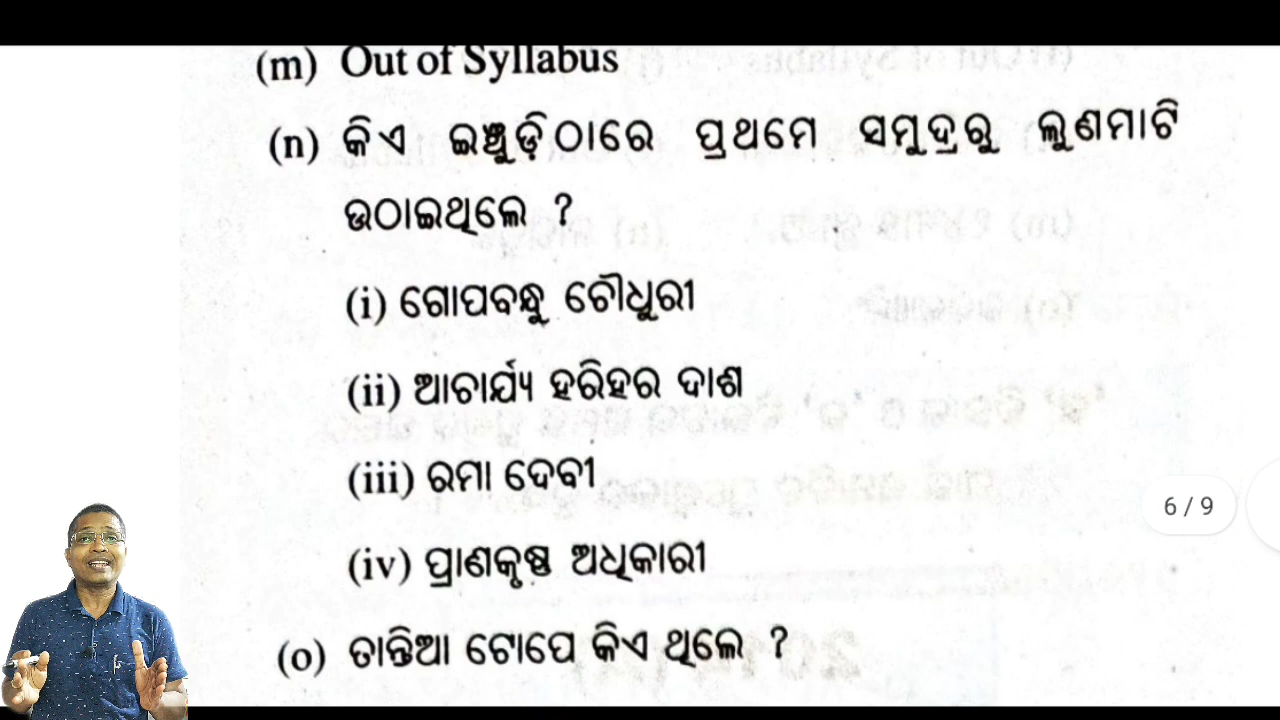 (m) Out of Syllabus
(n) କିଏ ଇଞ୍ଚୁଡ଼ିଠାରେ ପ୍ରଥମେ ସମୁଦ୍ରରୁ ଲୁଣମାଟି
ଉଠାଇଥିଲେ ?
(i) ଗୋପବନ୍ଧୁ ଚୌଧୁରୀ
(ii) ଆଚାର୍ଯ୍ୟ ହରିହର ଦାଶ
(iii) ରମା ଦେବୀ
(iv) ପ୍ରାଣକୃଷ୍ଣ ଅଧିକାରୀ
6 / 9
(o) ତାନ୍ତିଆ ଟୋପେ କିଏ ଥିଲେ ?